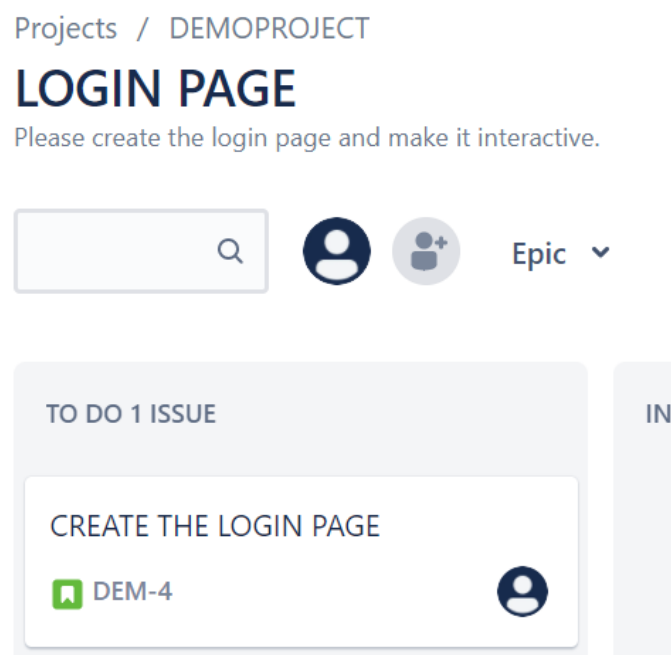 Projects / DEMOPROJECT
LOGIN PAGE
Please create the login page and make it interactive.
Epic
TO DO 1 ISSUE
IN
CREATE THE LOGIN PAGE
DEM-4